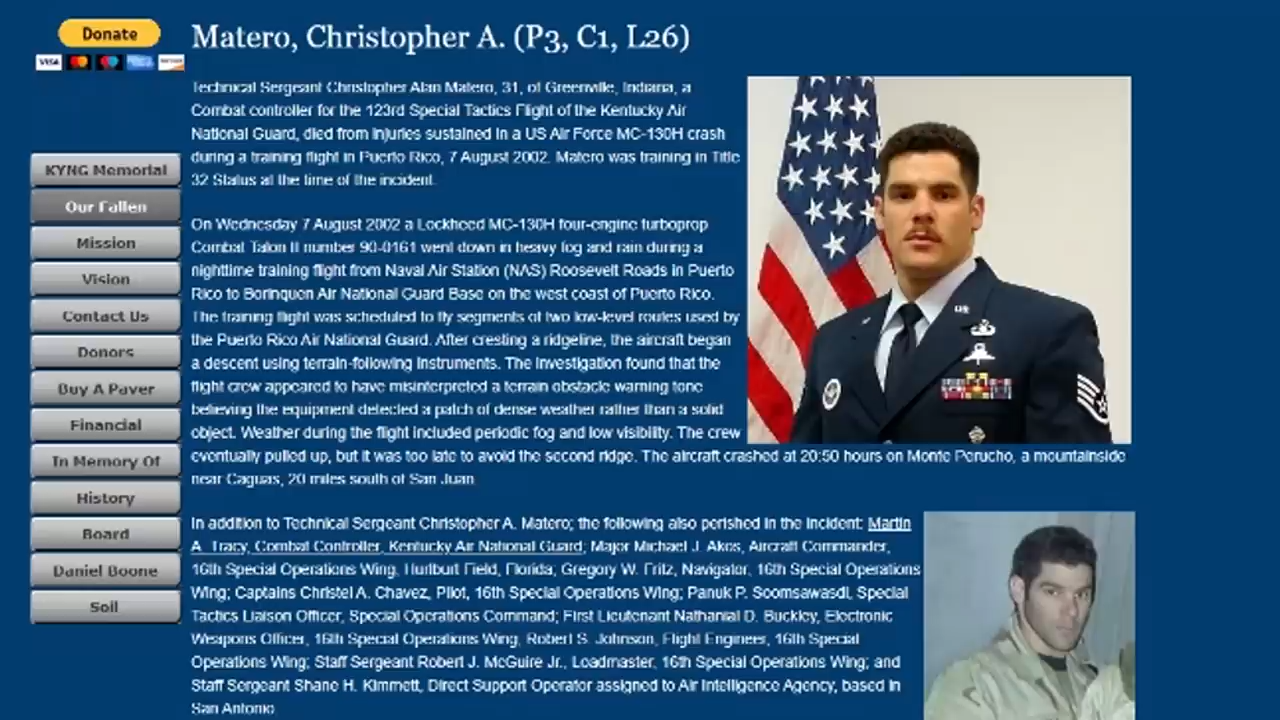 Donate
VISA
Matero, Christopher A. (P3, C1, L26)
Technical Sergeant Christopher Alan Matero, 31, of Greenville, Indiana, a
Combat controller for the 123rd Special Tactics Flight of the Kentucky Air
National Guard, died from injuries sustained in a US Air Force MC-130H crash
during a training flight in Puerto Rico, 7 August 2002. Matero was training in Title
32 Status at the time of the incident.
On Wednesday 7 August 2002 a Lockheed MC-130H four-engine turboprop
Combat Talon II number 90-0161 went down in heavy fog and rain during a
nighttime training flight from Naval Air Station (NAS) Roosevelt Roads in Puerto
Rico to Borinquen Air National Guard Base on the west coast of Puerto Rico.
The training flight was scheduled to fly segments of two low-level routes used by
the Puerto Rico Air National Guard. After cresting a ridgeline, the aircraft began
a descent using terrain-following instruments. The investigation found that the
flight crew appeared to have misinterpreted a terrain obstacle warning tone
believing the equipment detected a patch of dense weather rather than a solid
object. Weather during the flight included periodic fog and low visibility. The crew
eventually pulled up, but it was too late to avoid the second ridge. The aircraft crashed at 20:50 hours on Monte Perucho, a mountainside
near Caguas, 20 miles south of San Juan.
In addition to Technical Sergeant Christopher A. Matero; the following also perished in the incident: Martin
A. Tracy, Combat Controller, Kentucky Air National Guard; Major Michael J. Akos, Aircraft Commander,
16th Special Operations Wing, Hurlburt Field, Florida; Gregory W. Fritz, Navigator, 16th Special Operations
Wing; Captains Christel A. Chavez, Pilot, 16th Special Operations Wing; Panuk P. Soomsawasdi, Special
Tactics Liaison Officer, Special Operations Command; First Lieutenant Nathanial D. Buckley, Electronic
Weapons Officer, 16th Special Operations Wing, Robert S. Johnson, Flight Engineer, 16th Special
Operations Wing; Staff Sergeant Robert J. McGuire Jr., Loadmaster, 16th Special Operations Wing; and
Staff Sergeant Shane H. Kimmett, Direct Support Operator assigned to Air Intelligence Agency, based in
San Antonio.
KYNG Memorial
Our Fallen
Mission
Vision
Contact Us
Donors
Buy A Paver
Financial
In Memory Of
History
Board
Daniel Boone
Soil